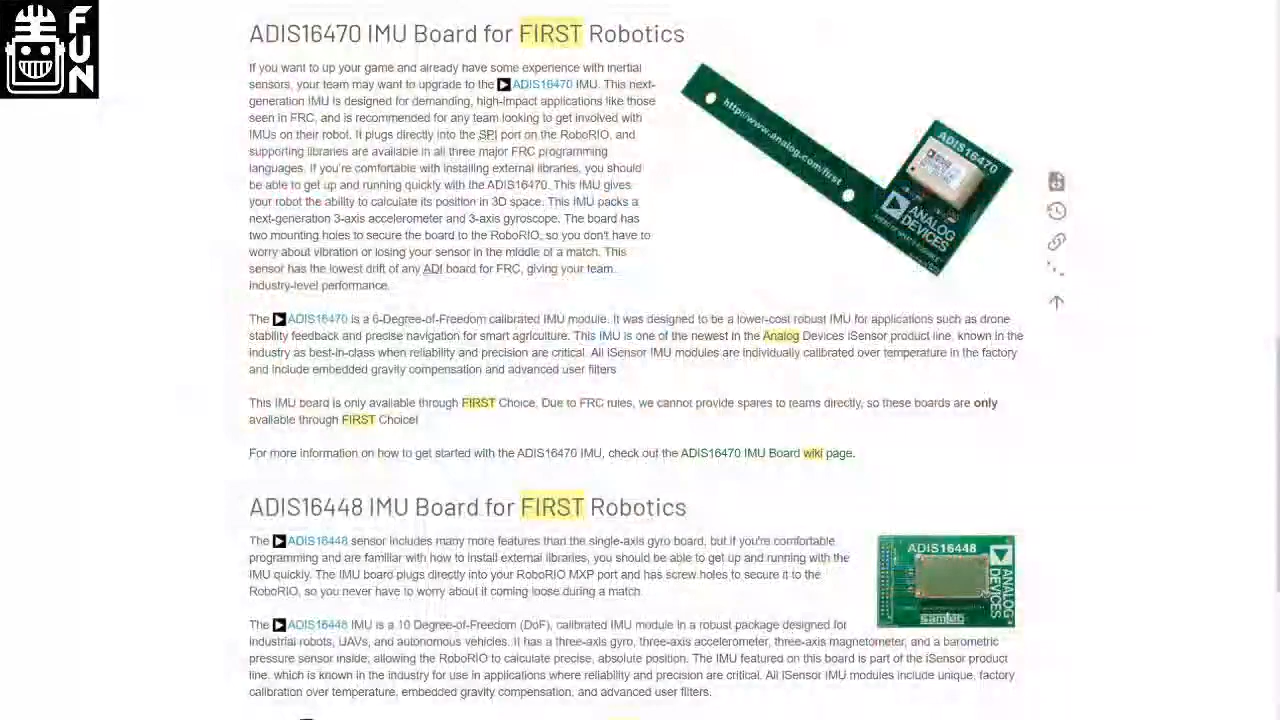 FUN
ADIS16470 IMU Board for FIRST Robotics
If you want to up your game and already have some experience with inertial
sensors, your team may want to upgrade to the ADIS16470 IMU. This next-
generation IMU is designed for demanding, high-impact applications like those
seen in FRC, and is recommended for any team looking to get involved with
IMUs on their robot. It plugs directly into the SPI port on the RoboRIO, and
supporting libraries are available in all three major FRC programming
languages. If you're comfortable with installing external libraries, you should
be able to get up and running quickly with the ADIS16470. This IMU gives
your robot the ability to calculate its position in 3D space. This IMU packs a
next-generation 3-axis accelerometer and 3-axis gyroscope. The board has
two mounting holes to secure the board to the RoboRIO, so you don't have to
worry about vibration or losing your sensor in the middle of a match. This
sensor has the lowest drift of any ADI board for FRC, giving your team
industry-level performance.
http://www.analog.com/first
ADIS16470
ANALOG
DEVICES
The ADIS16470 is a 6-Degree-of-Freedom calibrated IMU module. It was designed to be a lower-cost robust IMU for applications such as drone
stability feedback and precise navigation for smart agriculture. This IMU is one of the newest in the Analog Devices iSensor product line, known in the
industry as best-in-class when reliability and precision are critical. All iSensor IMU modules are individually calibrated over temperature in the factory
and include embedded gravity compensation and advanced user filters
This IMU board is only available through FIRST Choice. Due to FRC rules, we cannot provide spares to teams directly, so these boards are only
available through FIRST Choice!
For more information on how to get started with the ADIS16470 IMU, check out the ADIS16470 IMU Board wiki page.
ADIS16448 IMU Board for FIRST Robotics
The ADIS16448 sensor includes many more features than the single-axis gyro board, but if you're comfortable
programming and are familiar with how to install external libraries, you should be able to get up and running with the
IMU quickly. The IMU board plugs directly into your RoboRIO MXP port and has screw holes to secure it to the
RoboRIO, so you never have to worry about it coming loose during a match.
ADIS16448
ANALOG
DEVICES
samtec
The ADIS16448 IMU is a 10 Degree-of-Freedom (DoF), calibrated IMU module in a robust package designed for
industrial robots, UAVs, and autonomous vehicles. It has a three-axis gyro, three-axis accelerometer, three-axis magnetometer, and a barometric
pressure sensor inside, allowing the RoboRIO to calculate precise, absolute position. The IMU featured on this board is part of the iSensor product
line, which is known in the industry for use in applications where reliability and precision are critical. All iSensor IMU modules include unique, factory
calibration over temperature, embedded gravity compensation, and advanced user filters.